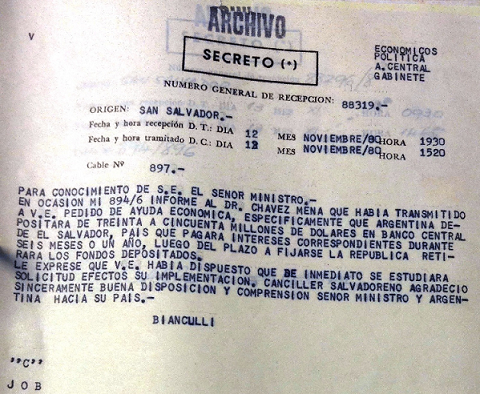 ARCHIVO
V
SECRETO (*)
ECONOMICOS
POLITICA
A. CENTRAL
GABINETE
NUMERO GENERAL DE RECEPCION: 88319.-
ORIGEN: SAN SALVADOR.-
Fecha y hora recepción D. T.: DIA 12 MES NOVIEMBRE/80 HORA 1930
Fecha y hora tramitado D. C.: DIA 12 MES NOVIEMBRE/80 HORA 1520
Cable Nº 897.-
PARA CONOCIMIENTO DE S.E. EL SENOR MINISTRO.-
EN OCASION MI 894/6 INFORME AL DR. CHAVEZ MENA QUE HABIA TRANSMITIDO
A V.E. PEDIDO DE AYUDA ECONOMICA, ESPECIFICAMENTE QUE ARGENTINA DE-
POSITARA DE TREINTA A CINCUENTA MILLONES DE DOLARES EN BANCO CENTRAL
DE EL SALVADOR, PAIS QUE PAGARA INTERESES CORRESPONDIENTES DURANTE
SEIS MESES O UN AÑO, LUEGO DEL PLAZO A FIJARSE LA REPUBLICA RETI-
RARA LOS FONDOS DEPOSITADOS.
LE EXPRESE QUE V.E. HABIA DISPUESTO QUE DE INMEDIATO SE ESTUDIARA
SOLICITUD EFECTOS SU IMPLEMENTACION. CANCILLER SALVADORENO AGRADECIO
SINCERAMENTE BUENA DISPOSICION Y COMPRENSION SENOR MINISTRO Y ARGEN-
TINA HACIA SU PAIS.-
BIANCULLI
""C""
J O B